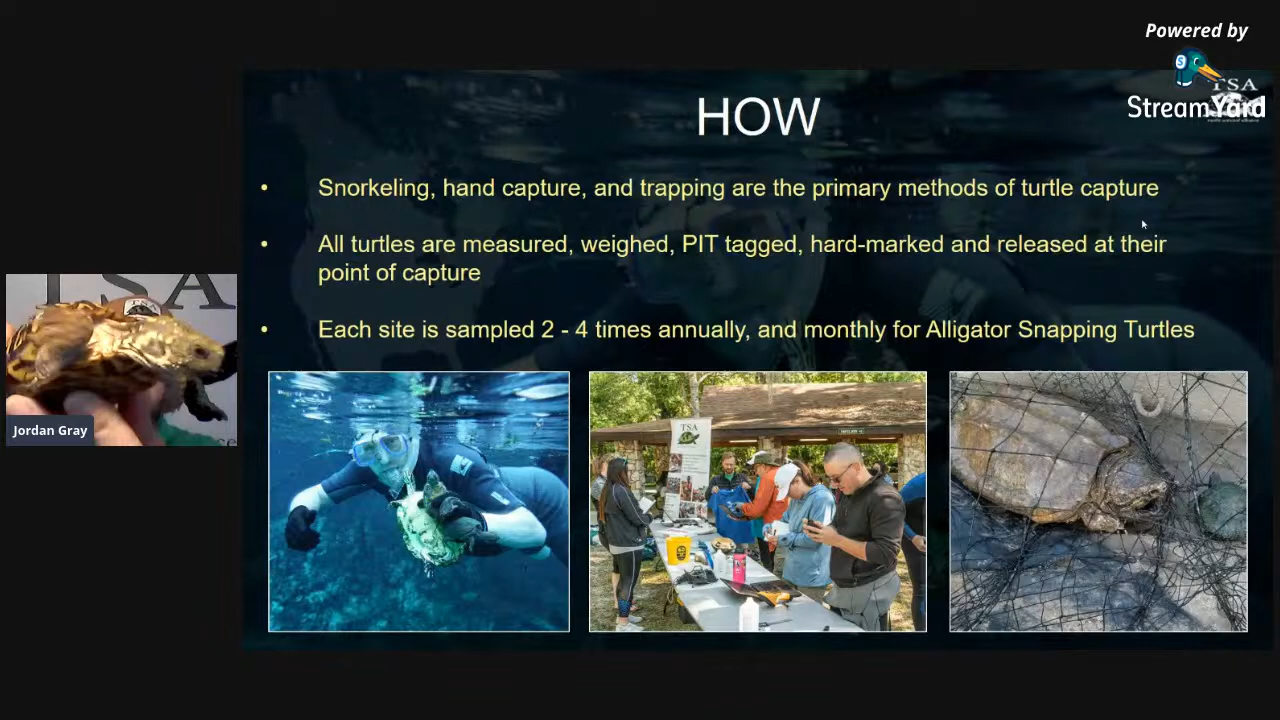 Powered by
StreamYard
TSA
HOW
• Snorkeling, hand capture, and trapping are the primary methods of turtle capture
• All turtles are measured, weighed, PIT tagged, hard-marked and released at their
point of capture
• Each site is sampled 2 - 4 times annually, and monthly for Alligator Snapping Turtles
TSA
Jordan Gray
TSA